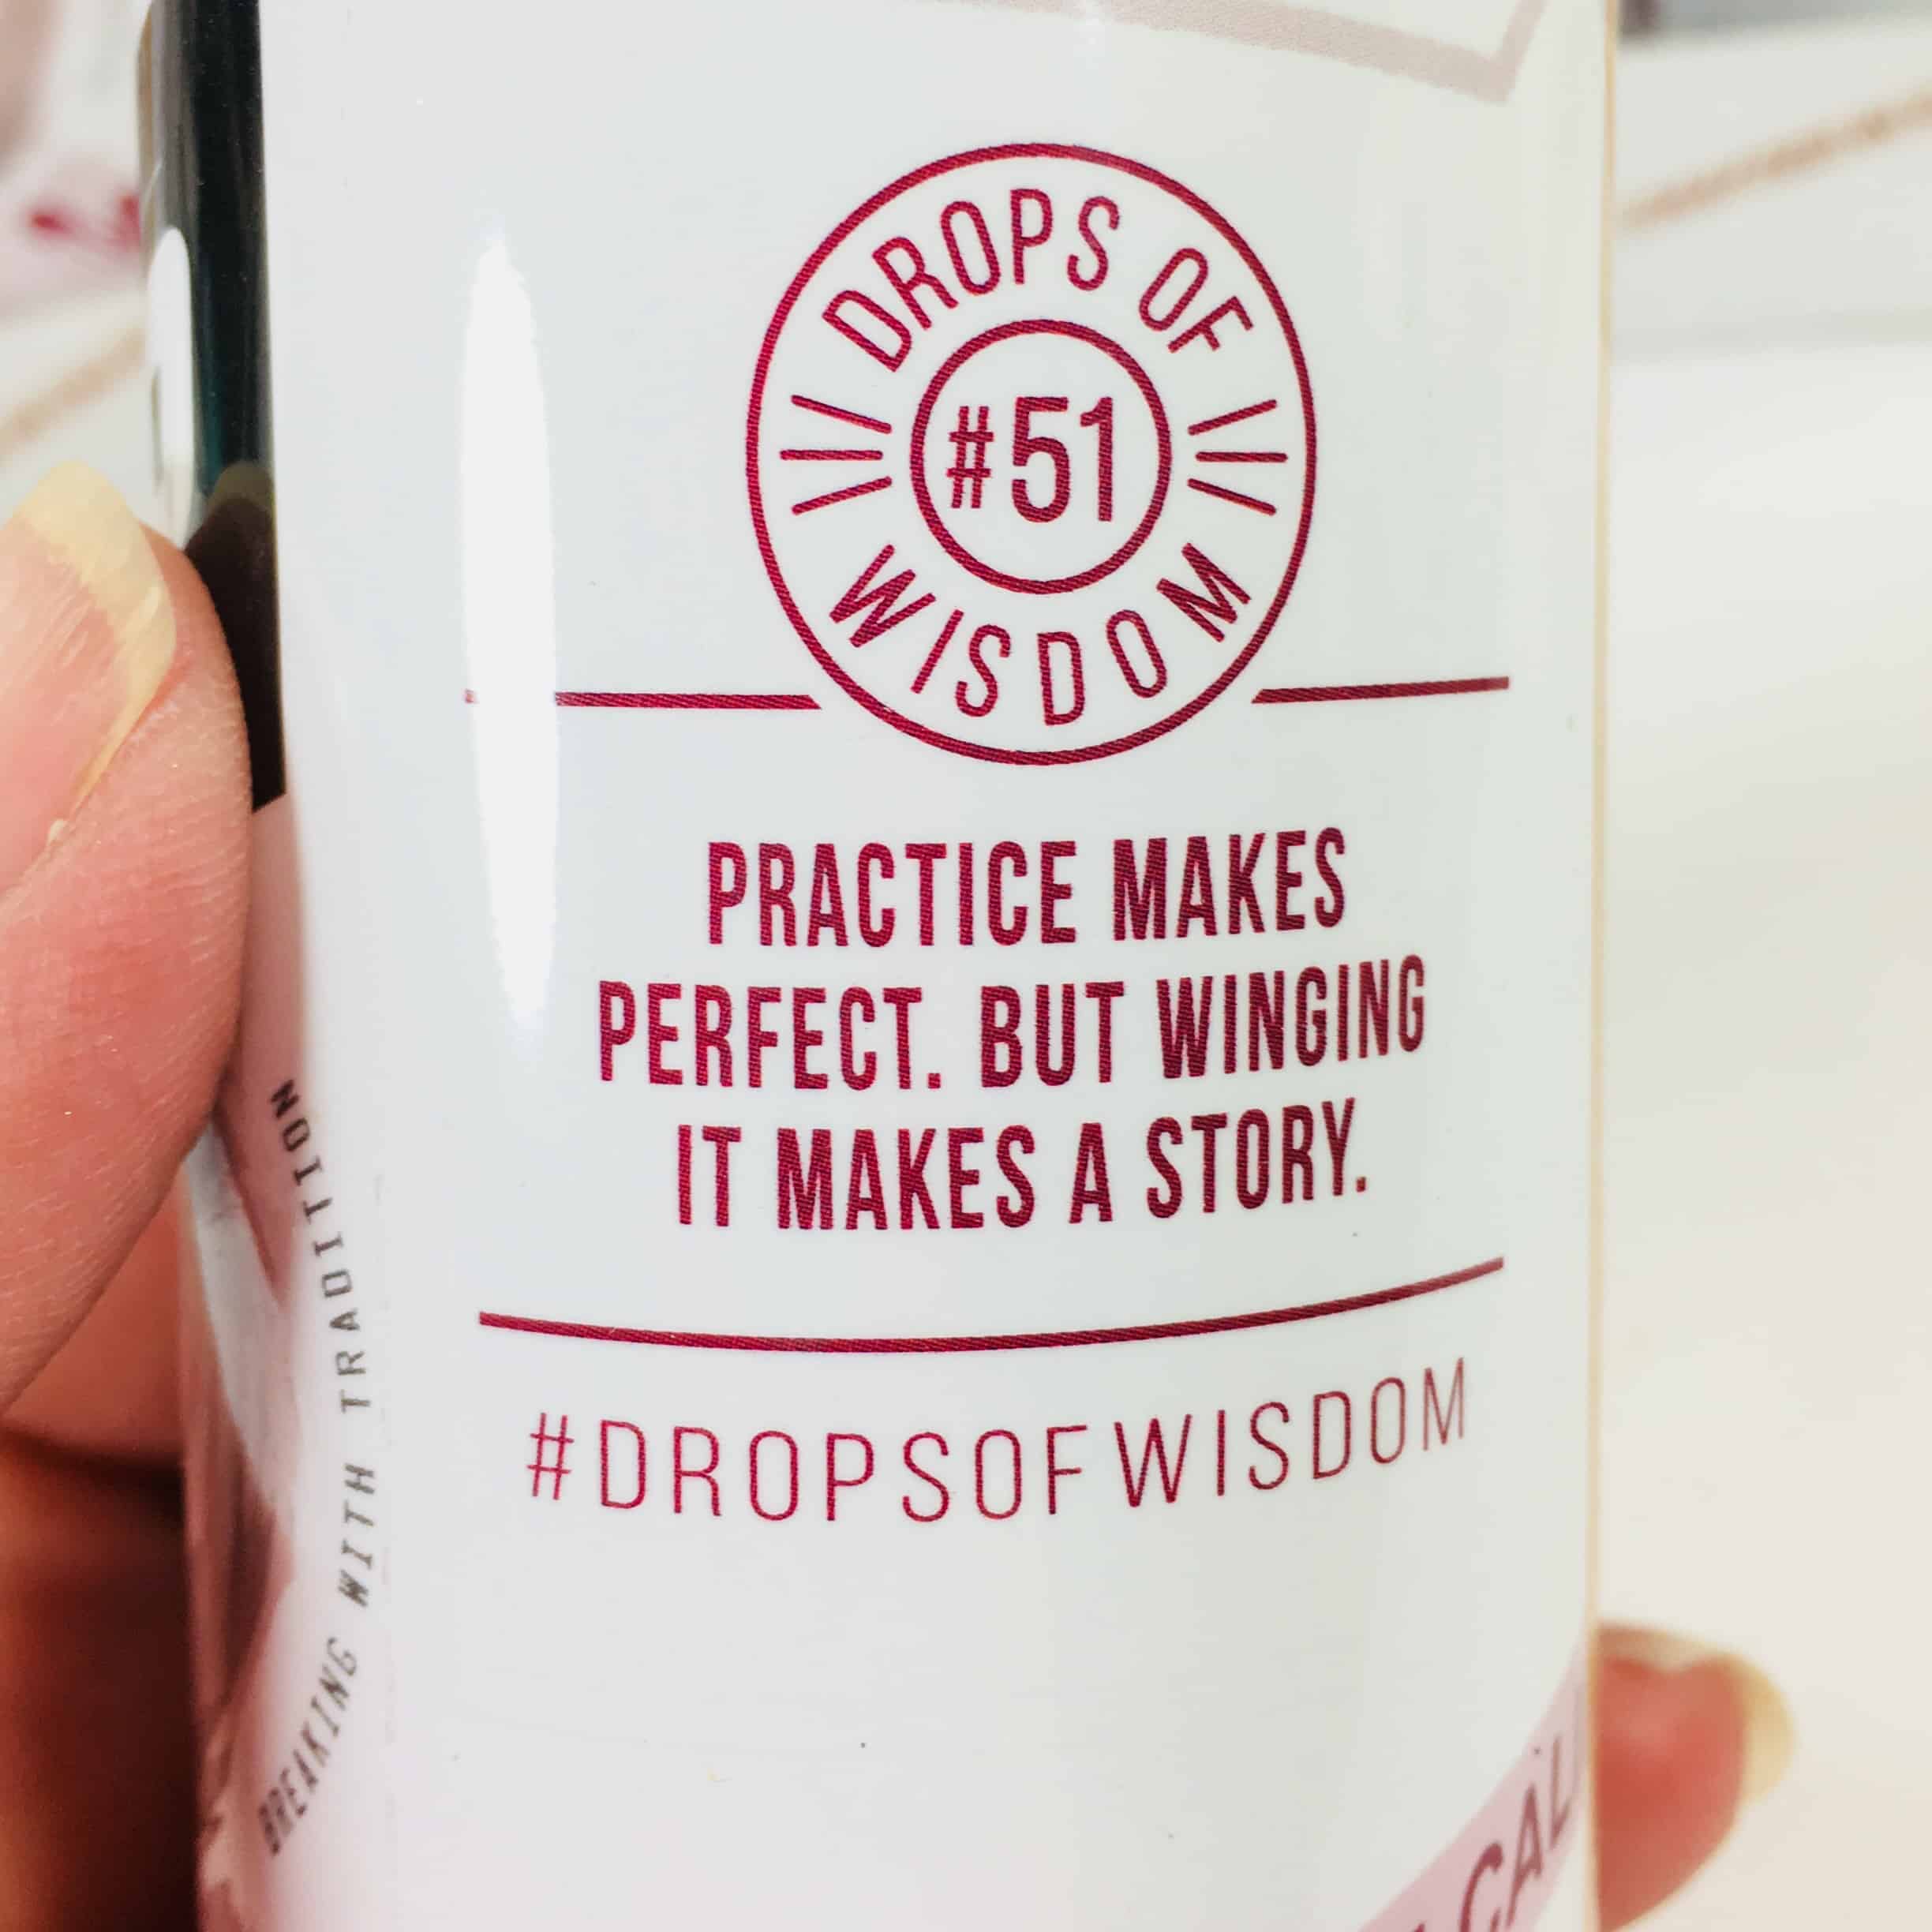 DROPS OF
#51
WISDOM
PRACTICE MAKES
PERFECT. BUT WINGING
IT MAKES A STORY.
#DROPSOFWISDOM
BREAKING WITH TRADITION